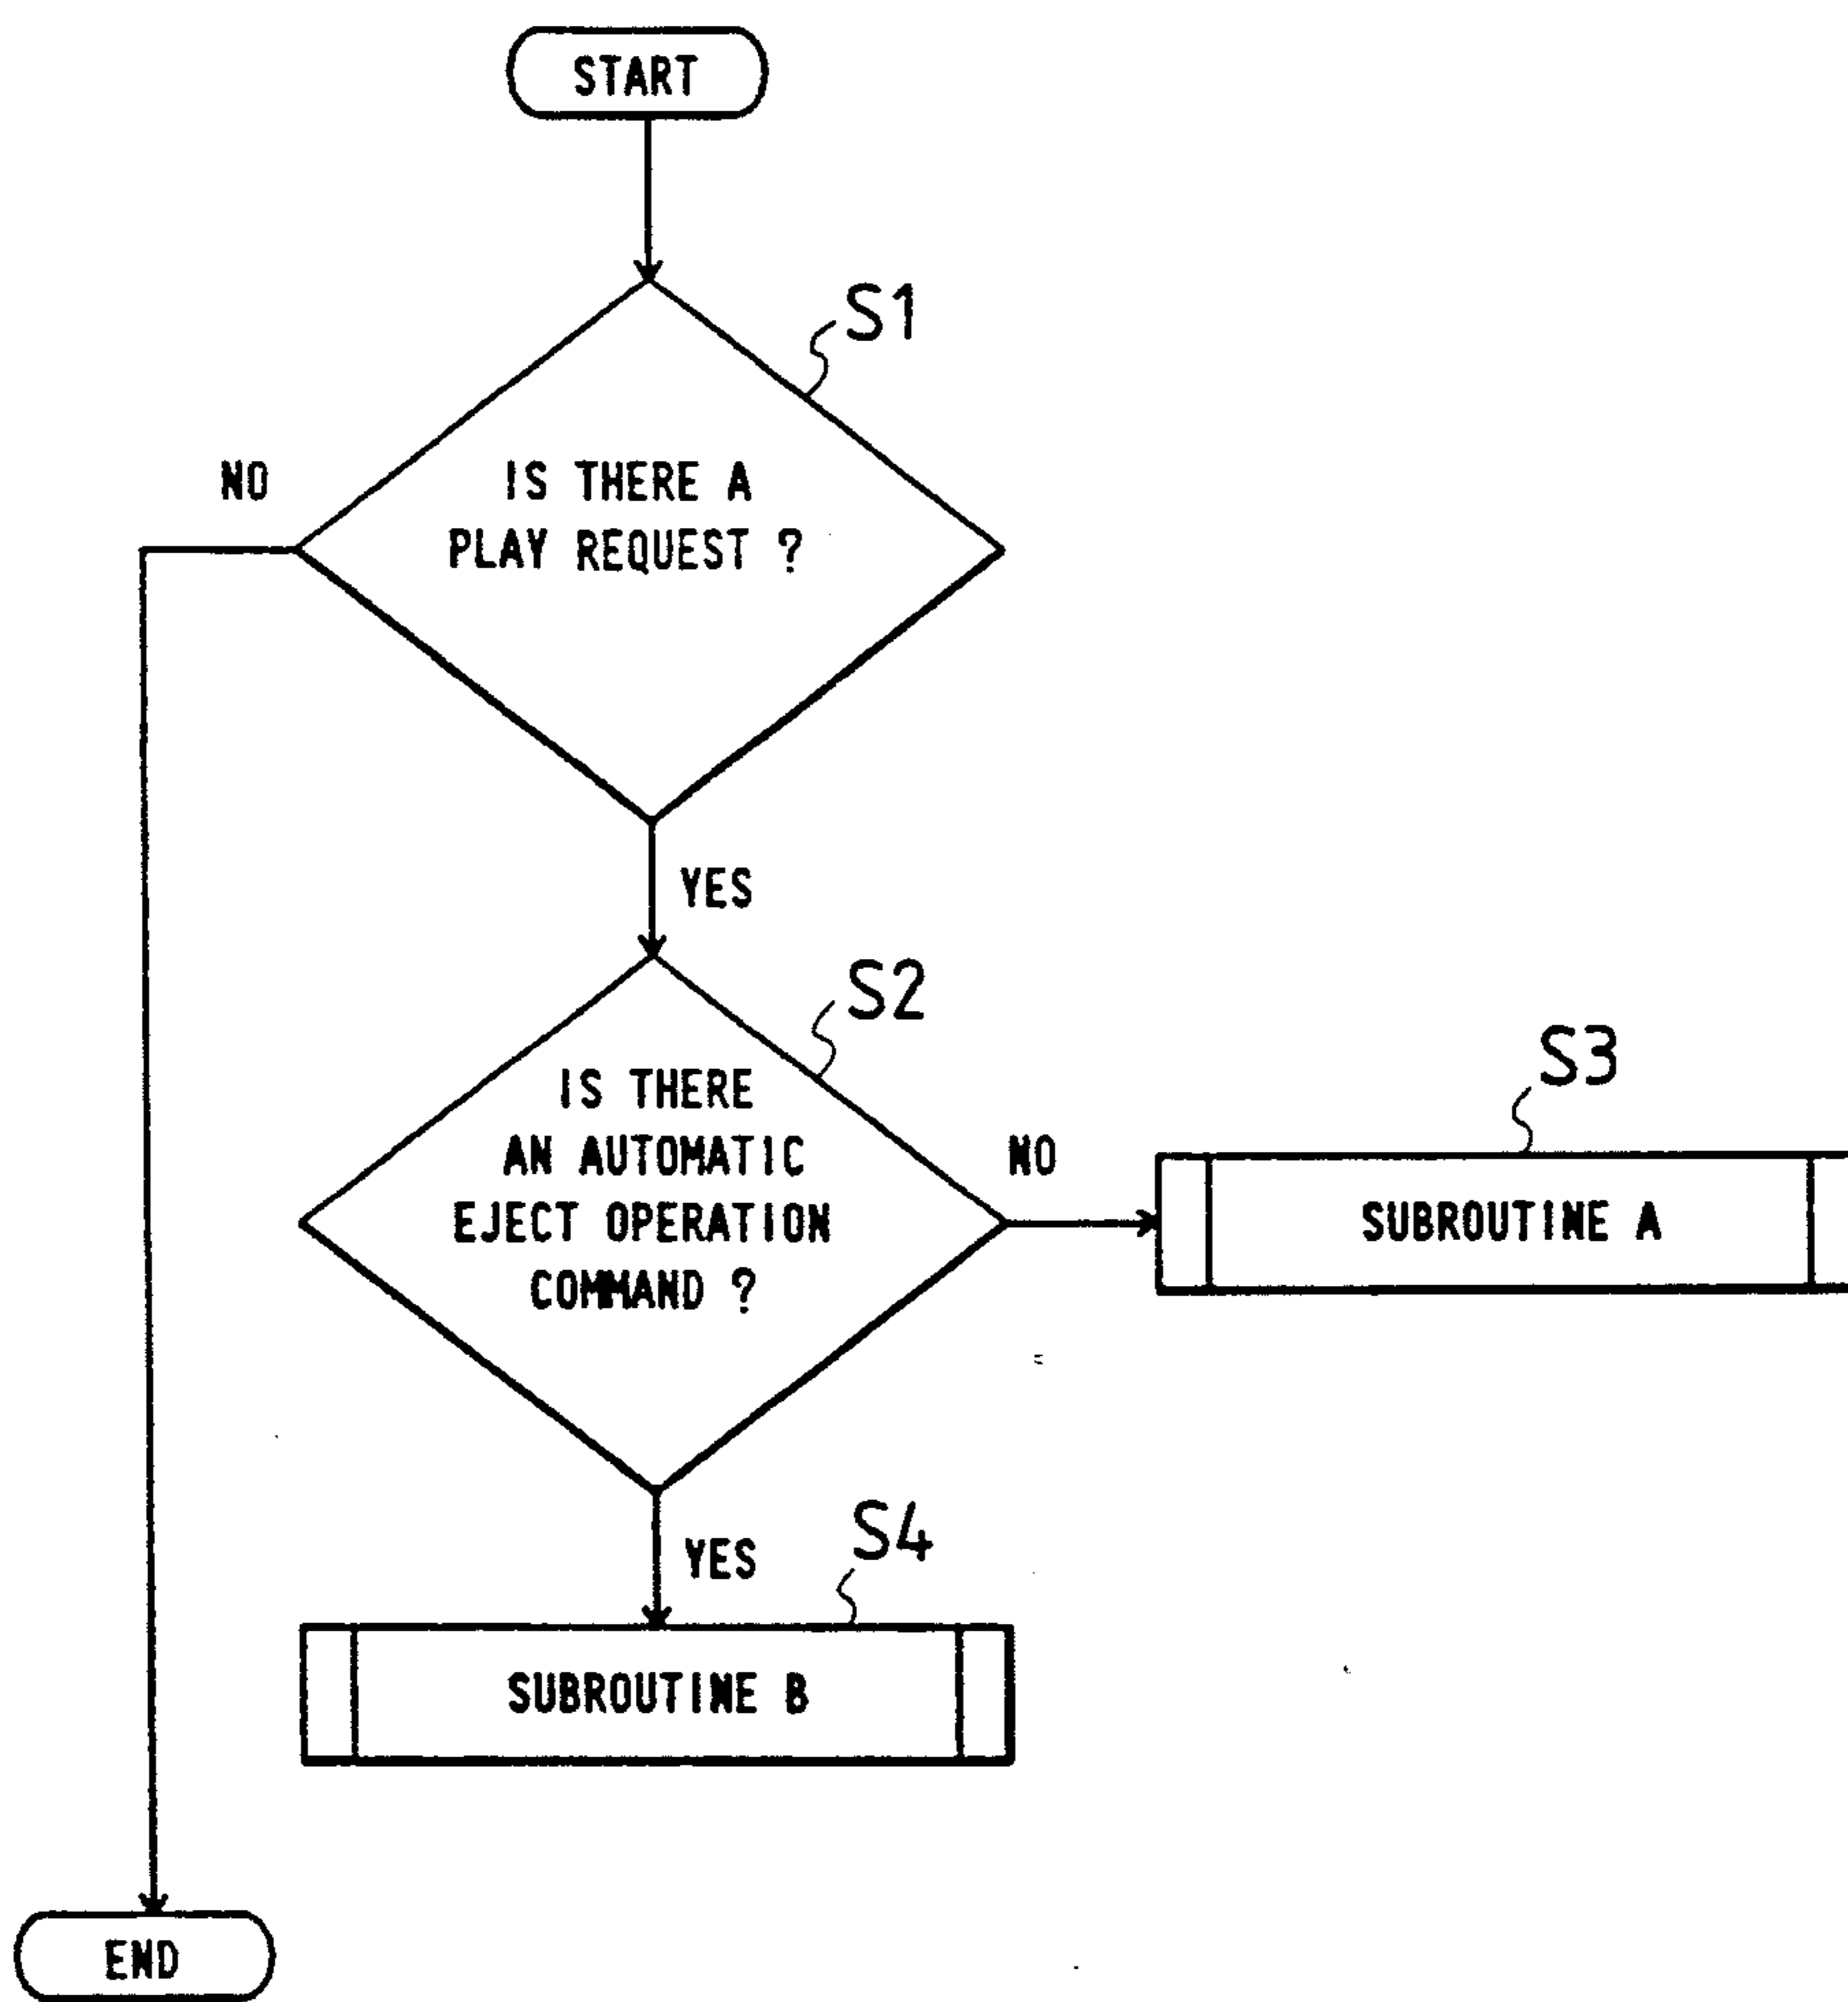 START
S1
NO
IS THERE A
PLAY REQUEST ?
YES
S2
IS THERE
AN AUTOMATIC
EJECT OPERATION
COMMAND ?
NO
S3
SUBROUTINE A
YES
S4
SUBROUTINE B
END